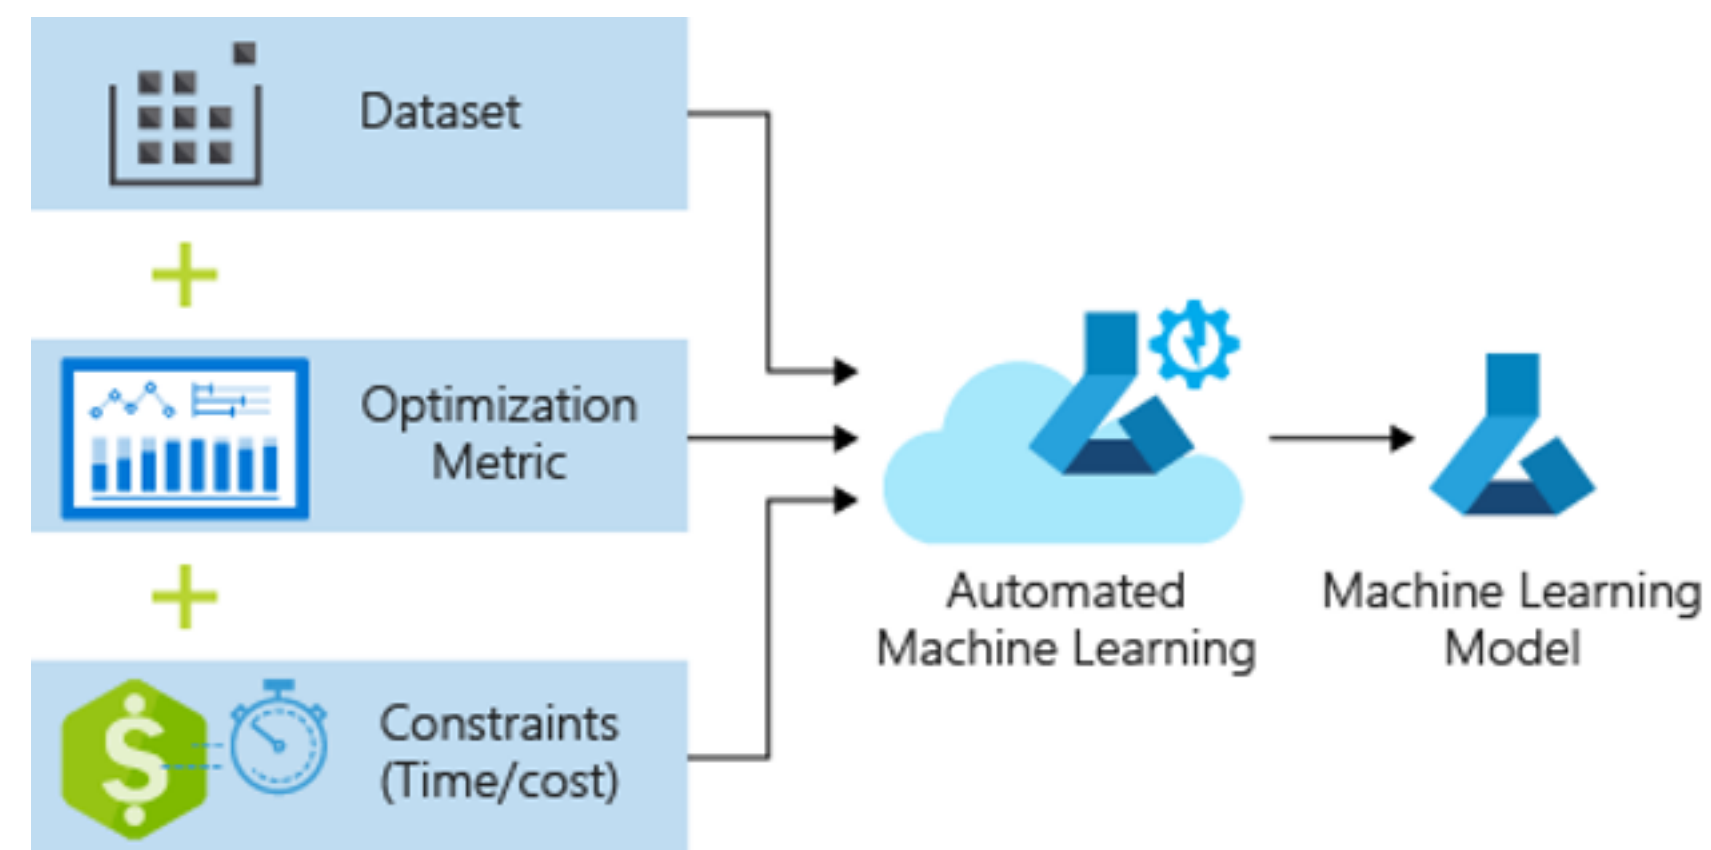 Dataset
Optimization
Metric
Constraints
(Time/cost)
Automated
Machine Learning
Machine Learning
Model